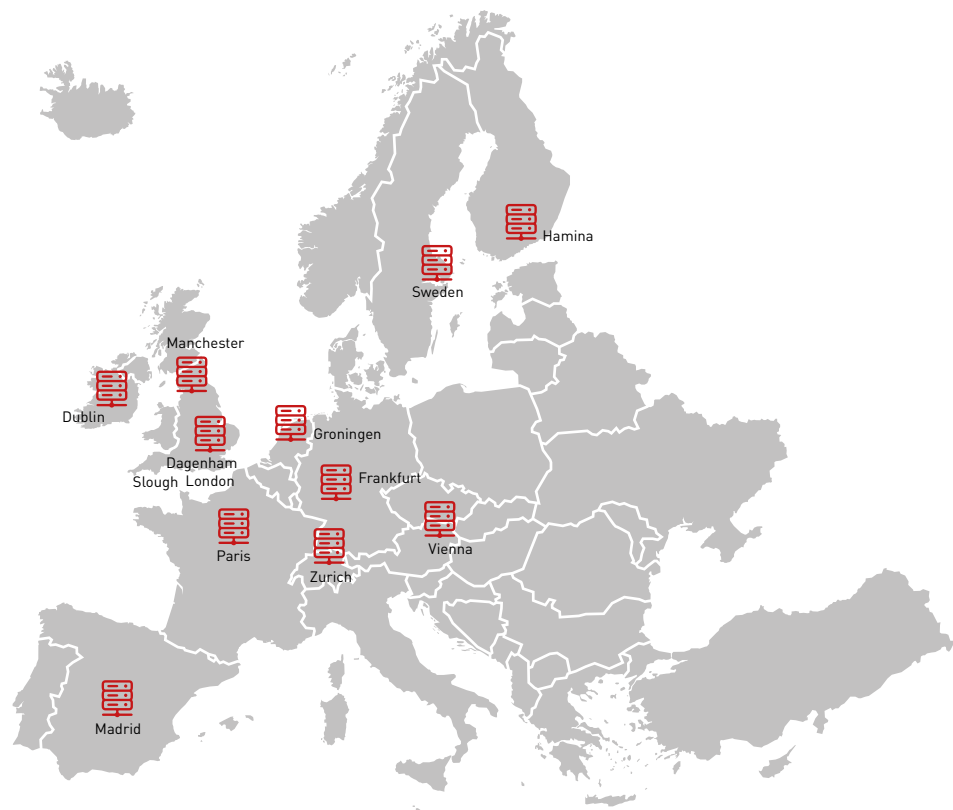 Hamina
Sweden
Manchester
Dublin
Groningen
Dagenham
Slough London
Frankfurt
Paris
Vienna
Zurich
Madrid